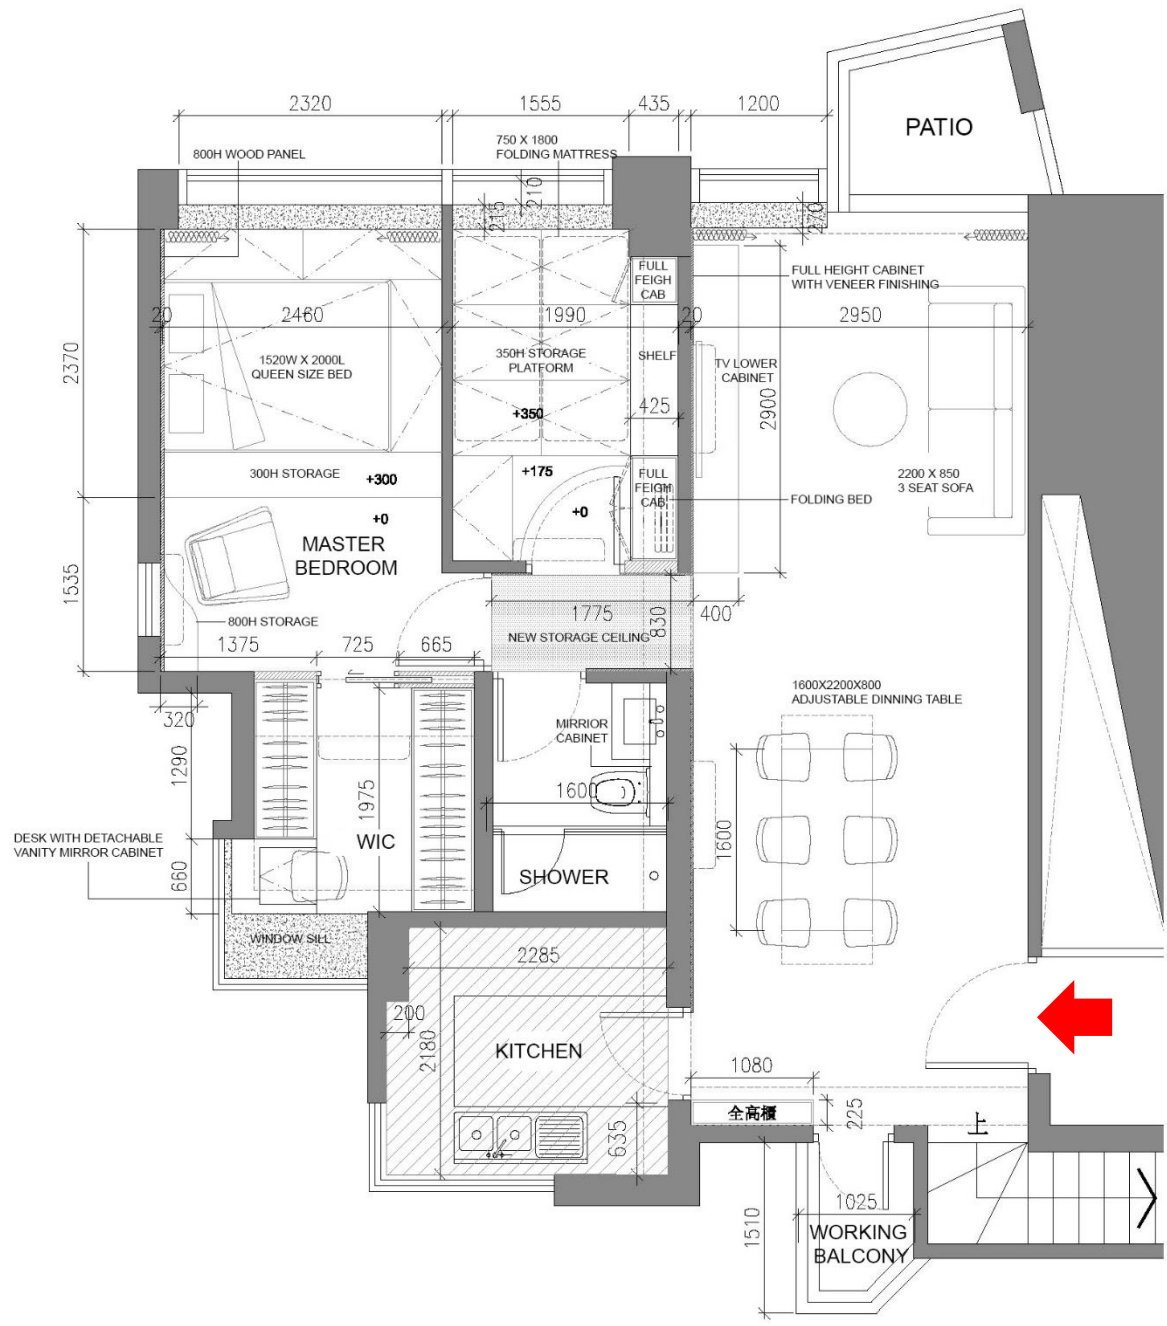 PATIO
2320
1555
435
1200
800H WOOD PANEL
750 X 1800
FOLDING MATTRESS
210
215
270
FULL
FEIGH
CAB
FULL HEIGHT CABINET
WITH VENEER FINISHING
20
2460
1990
20
2950
2370
1520W X 2000L
QUEEN SIZE BED
350H STORAGE
PLATFORM
SHELF
TV LOWER
CABINET
2900
+350
425
300H STORAGE
+300
+175
FULL
FEIGH
CAB
2200 X 850
3 SEAT SOFA
FOLDING BED
+0
+0
MASTER
BEDROOM
1535
1775
830
400
800H STORAGE
NEW STORAGE CEILING
1375
725
665
1600X2200X800
ADJUSTABLE DINNING TABLE
320
MIRRIOR
CABINET
1290
1975
1600
1600
DESK WITH DETACHABLE
VANITY MIRROR CABINET
WIC
660
SHOWER
WINDOW SILL
2285
200
2180
KITCHEN
1080
全高櫃
225
上
635
1025
1510
WORKING
BALCONY